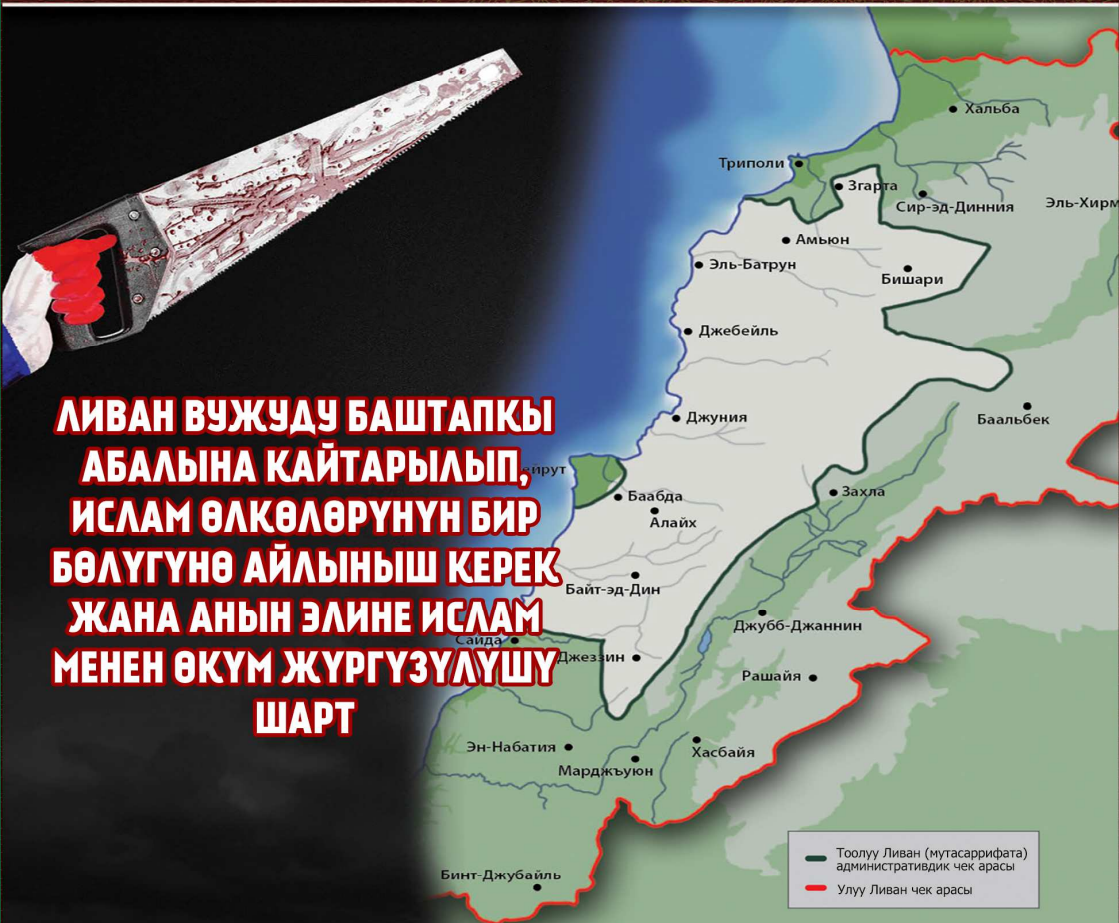 ЛИВАН ВУЖУДУ БАШТАПКЫ
АБАЛЫНА КАЙТАРЫЛЫП,
ИСЛАМ ӨЛКӨЛӨРҮНҮН БИР
БӨЛҮГҮНӨ АЙЛЫНЫШ КЕРЕК
ЖАНА АНЫН ЭЛИНЕ ИСЛАМ
МЕНЕН ӨКҮМ ЖҮРГҮЗҮЛҮШҮ
ШАРТ
Хальба
Триполи
Згарта
Сир-эд-Динния
Эль-Хирм
Амьюн
Эль-Батрун
Бишари
Джебейль
Джуния
Баальбек
ейрут
Баабда
Захла
Алайх
Байт-эд-Дин
Джубб-Джаннин
Сайда
Джеззин
Рашайя
Эн-Набатия
Хасбайя
Марджъуюн
Бинт-Джубайль
Тоолуу Ливан (мутасаррифата)
административдик чек арасы
Улуу Ливан чек арасы